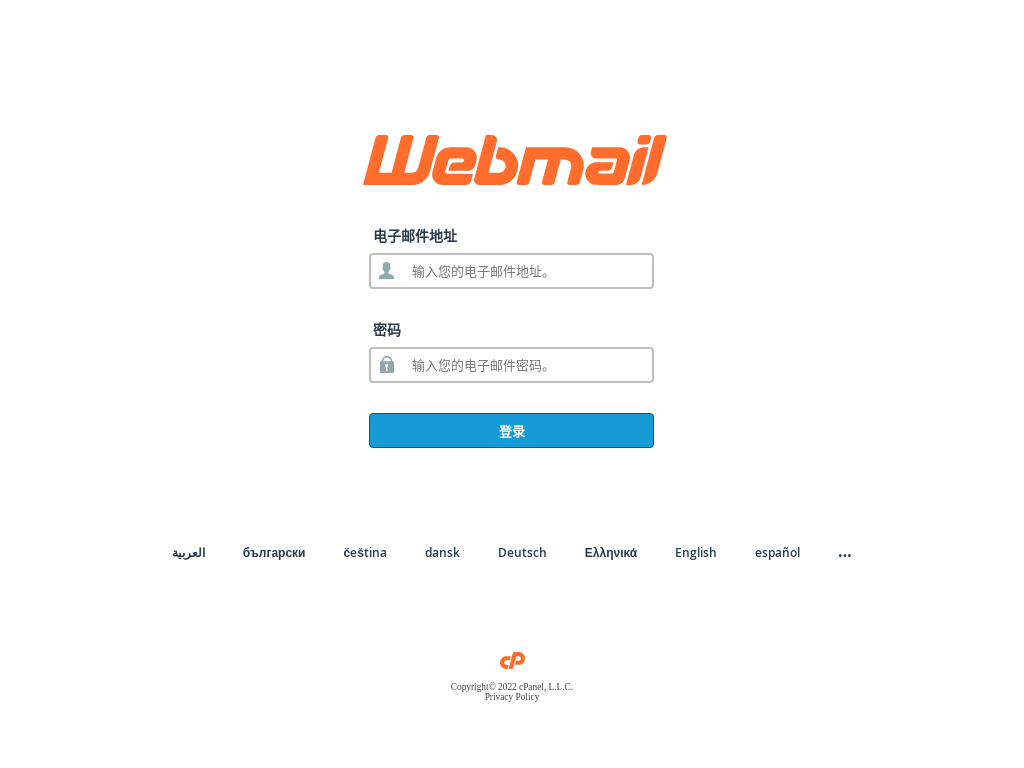 Webmail
电子邮件地址
输入您的电子邮件地址。
密码
输入您的电子邮件密码。
登录
العربية български čeština dansk Deutsch Ελληνικά English español ...
cP
Copyright© 2022 cPanel, L.L.C.
Privacy Policy